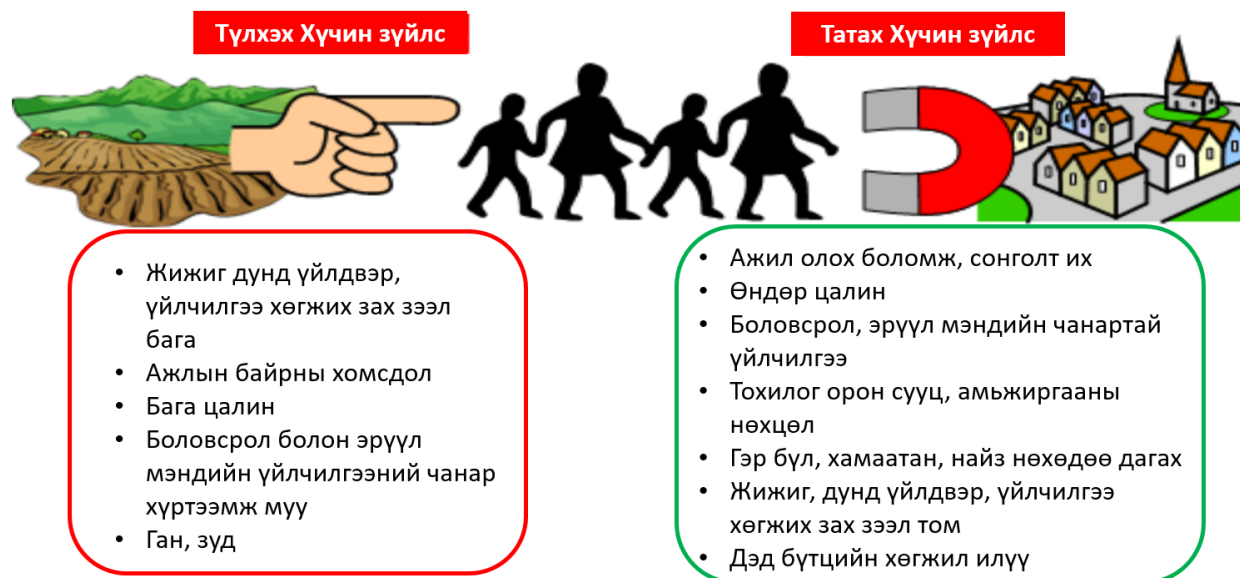 Түлхэх Хүчин зүйлс
Татах Хүчин зүйлс
• Жижиг дунд үйлдвэр,
үйлчилгээ хөгжих зах зээл
бага
• Ажлын байрны хомсдол
• Бага цалин
• Боловсрол болон эрүүл
мэндийн үйлчилгээний чанар
хүртээмж муу
• Ган, зуд
• Ажил олох боломж, сонголт их
• Өндөр цалин
• Боловсрол, эрүүл мэндийн чанартай
үйлчилгээ
• Тохилог орон сууц, амьжиргааны
нөхцөл
• Гэр бүл, хамаатан, найз нөхөдөө дагах
• Жижиг, дунд үйлдвэр, үйлчилгээ
хөгжих зах зээл том
• Дэд бүтцийн хөгжил илүү